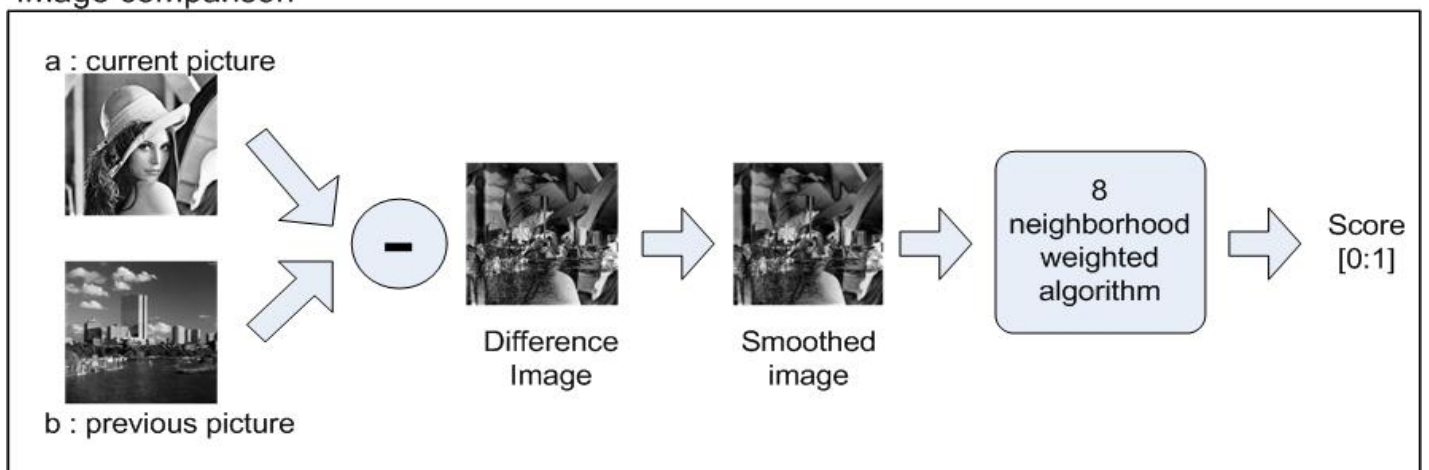 Image comparison
a : current picture
b : previous picture
-
Difference
Image
Smoothed
image
8
neighborhood
weighted
algorithm
Score
[0:1]